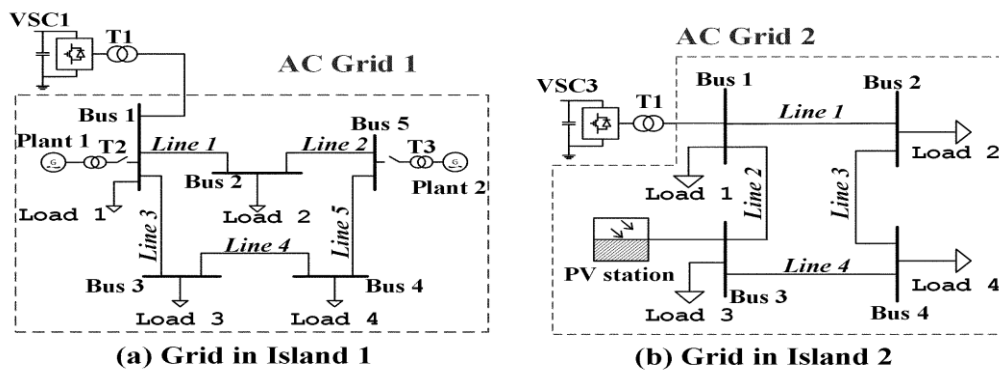 VSC1
T1
AC Grid 1
Bus 1
Plant 1
G
T2
Line 1
Line 2
Bus 5
T3
G
Plant 2
Bus 2
Load 1
Load 2
Line 3
Line 5
Line 4
Bus 3
Bus 4
Load 3
Load 4
(a) Grid in Island 1
AC Grid 2
VSC3
T1
Bus 1
Bus 2
Line 1
Load 2
Load 1
Line 2
Line 3
PV station
Line 4
Load 3
Bus 3
Load 4
Bus 4
(b) Grid in Island 2